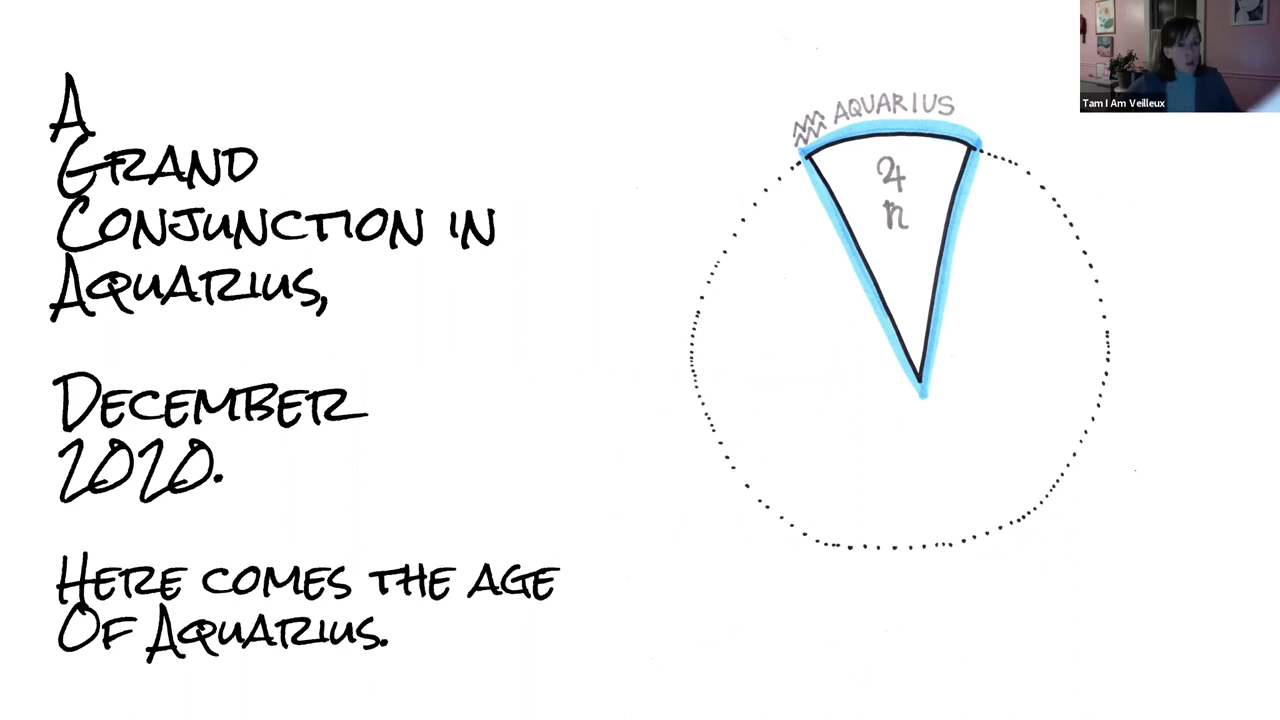 A
Grand
Conjunction in
Aquarius,
December
2020.
Here comes the age
Of Aquarius.
♒ AQUARIUS
♃
♄
Tam I Am Veilleux